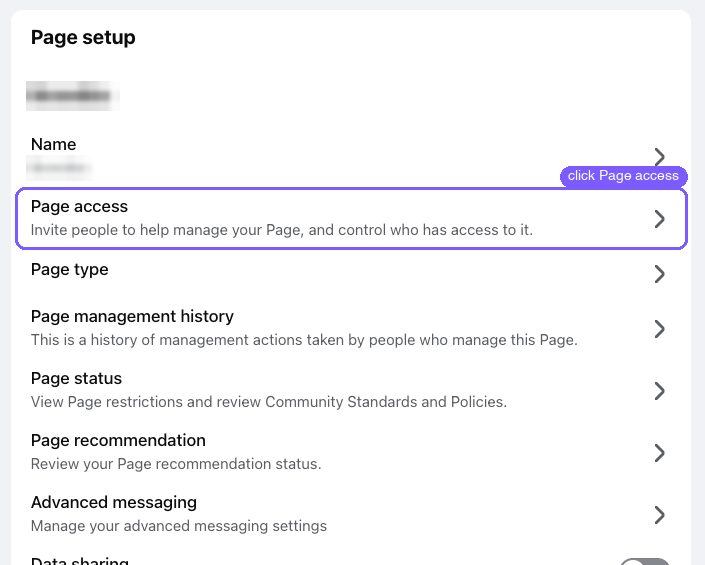 Page setup
Name
click Page access
Page access
Invite people to help manage your Page, and control who has access to it.
Page type
Page management history
This is a history of management actions taken by people who manage this Page.
Page status
View Page restrictions and review Community Standards and Policies.
Page recommendation
Review your Page recommendation status.
Advanced messaging
Manage your advanced messaging settings
Data sharing